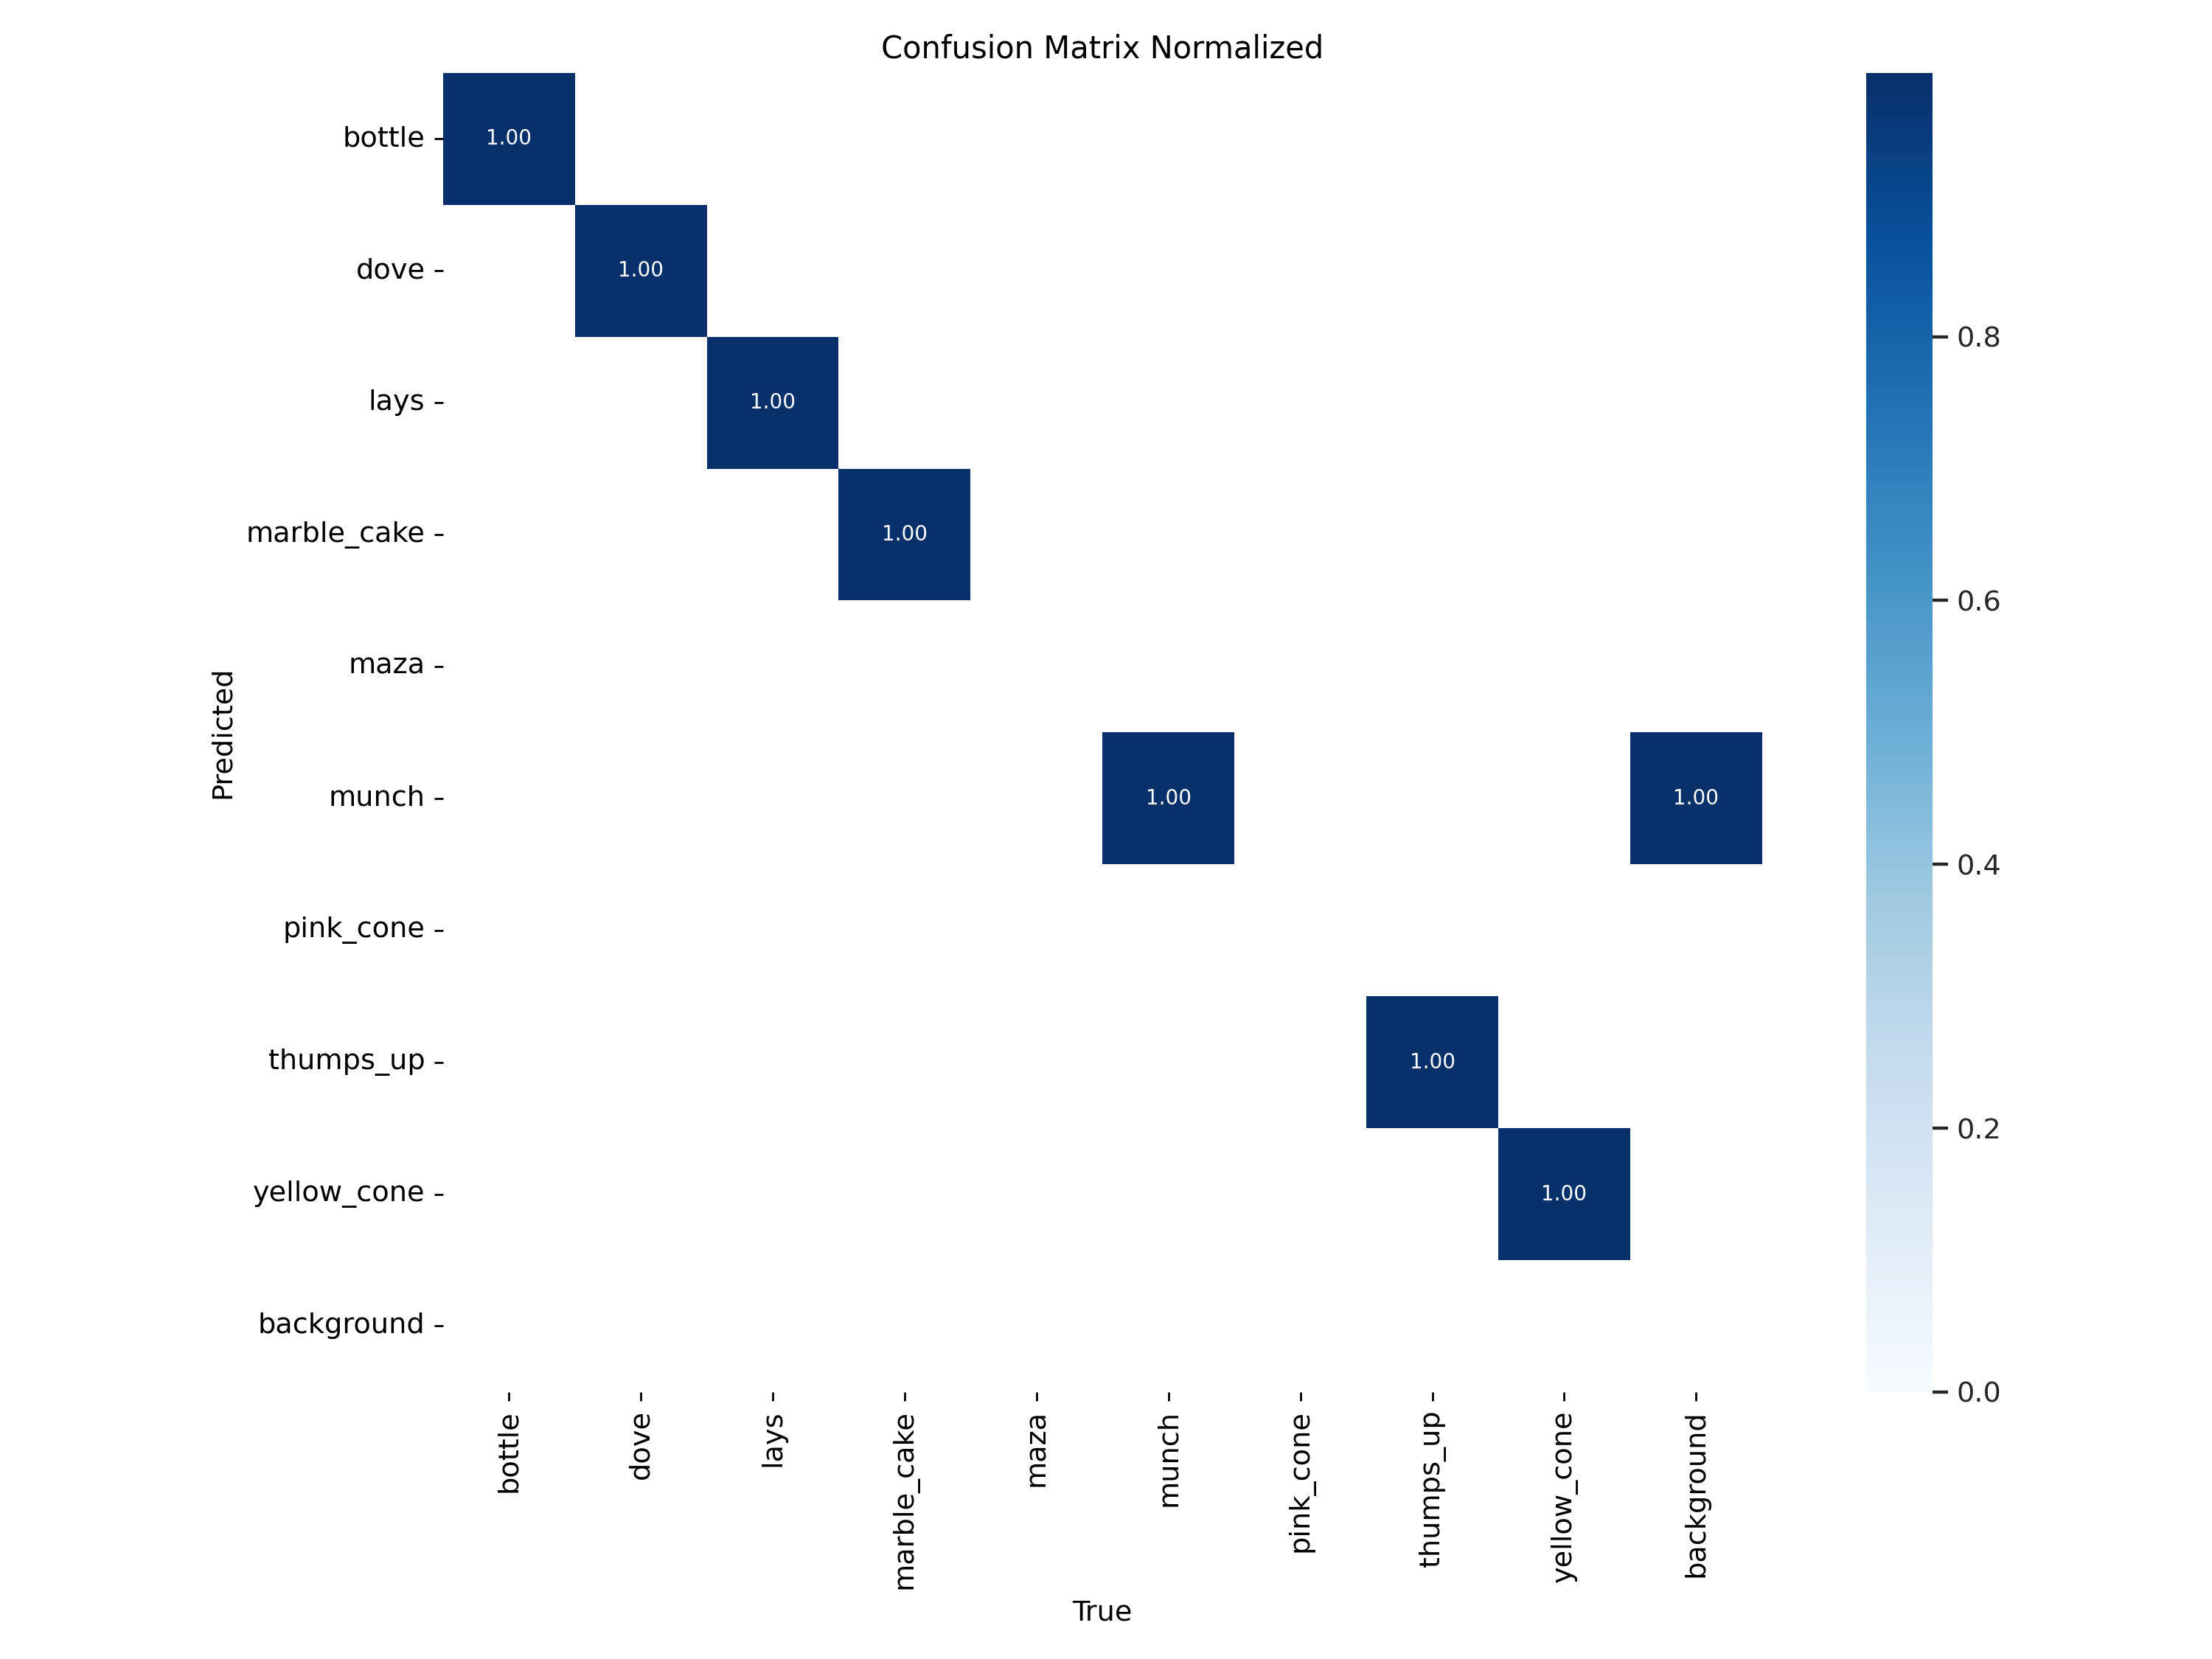 Confusion Matrix Normalized
Predicted
bottle
dove
lays
marble_cake
maza
munch
pink_cone
thumps_up
yellow_cone
background
1.00
1.00
1.00
1.00
1.00 1.00
1.00
1.00
bottle
dove
lays
marble_cake
maza
munch
pink_cone
thumps_up
yellow_cone
background
True
0.8
0.6
0.4
0.2
0.0